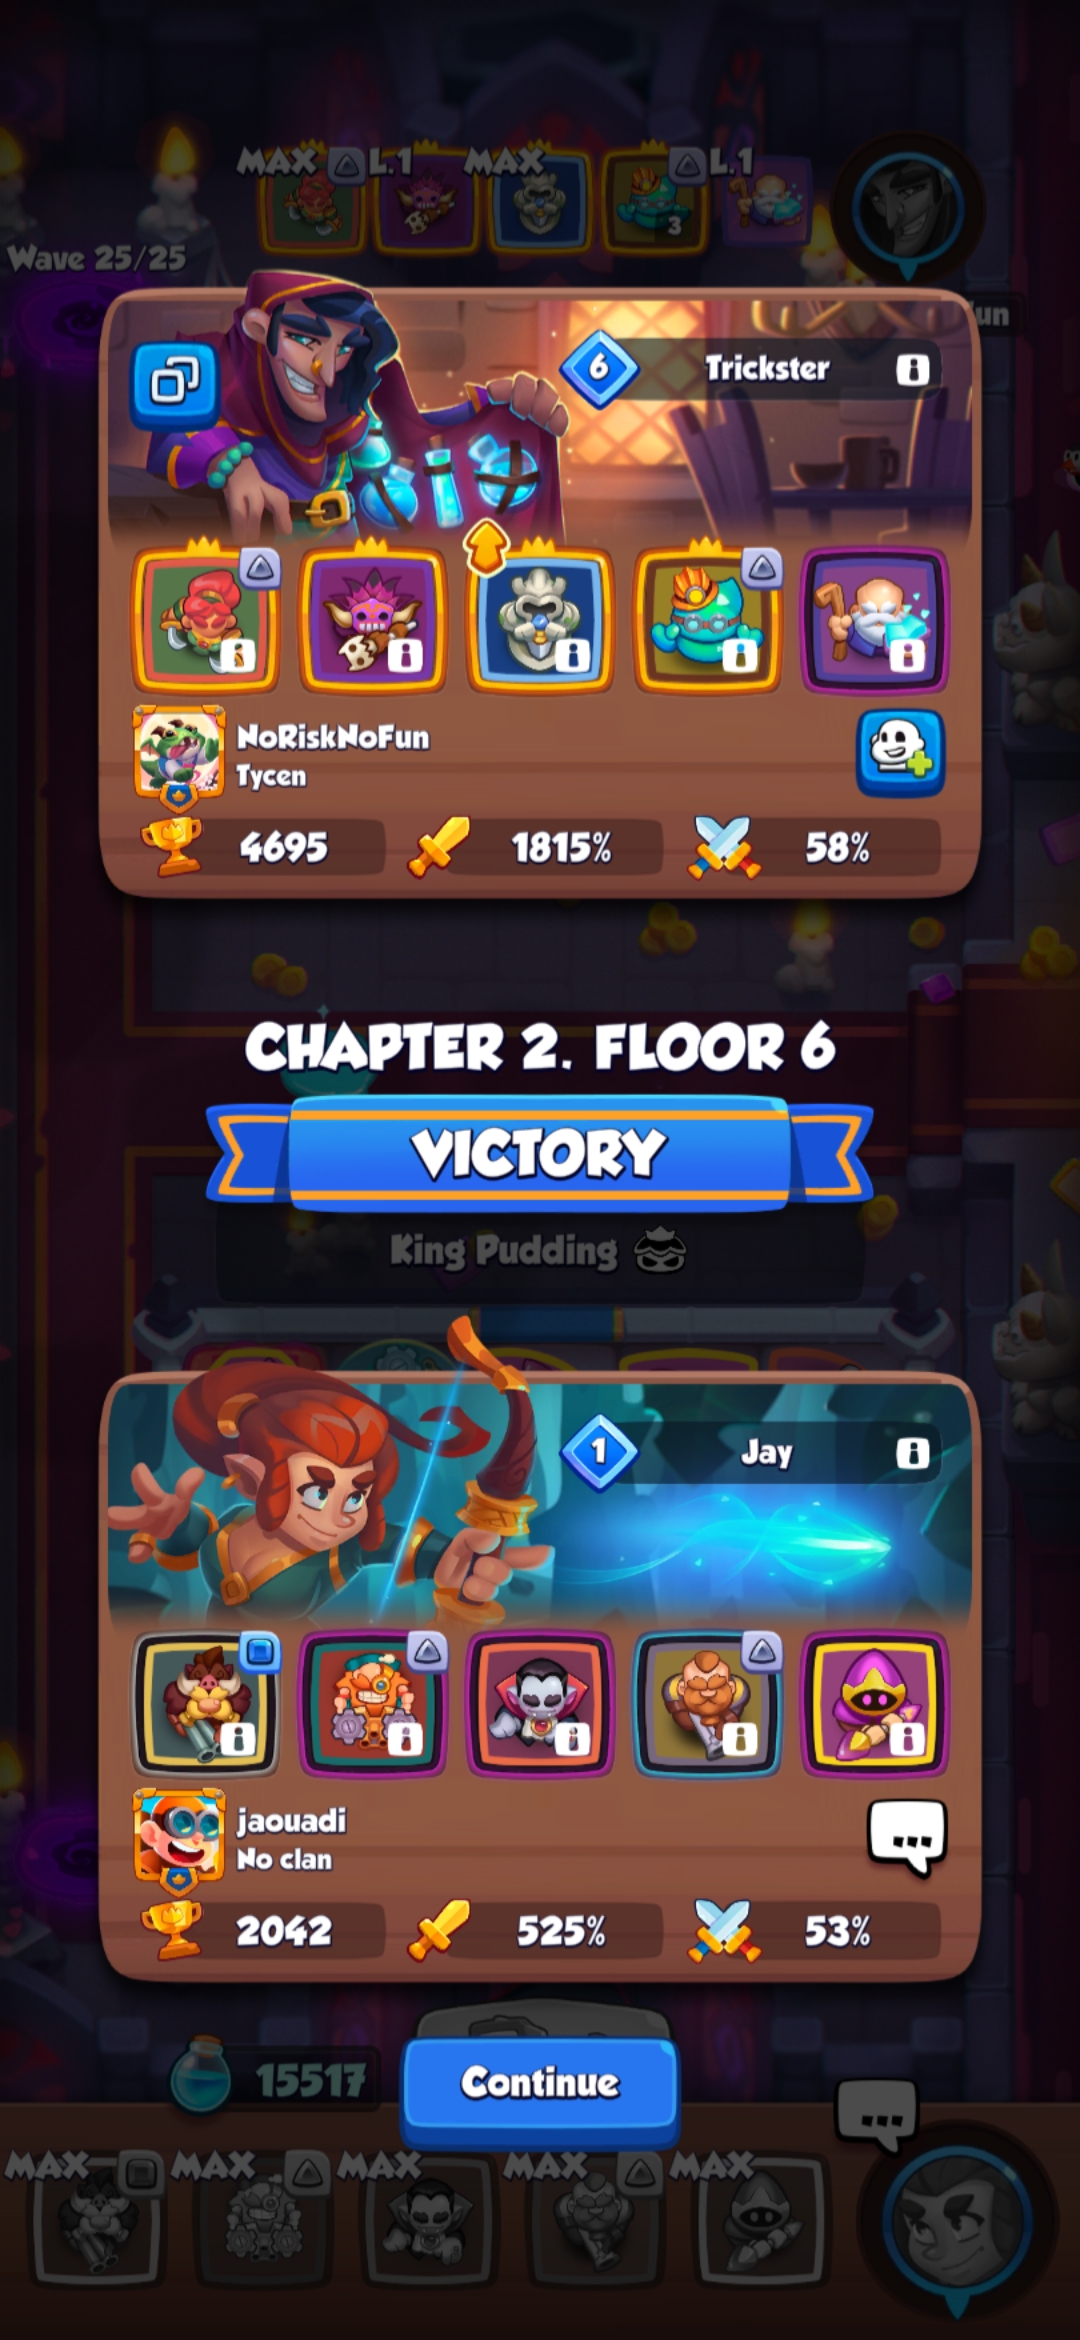 MAX L.1 MAX L.1
3
Wave 25/25
un
6 Trickster
NoRiskNoFun
Tycen
4695 1815% 58%
CHAPTER 2. FLOOR 6
VICTORY
King Pudding
1 Jay
jaouadi
No clan
2042 525% 53%
15517
Continue
MAX MAX MAX MAX MAX